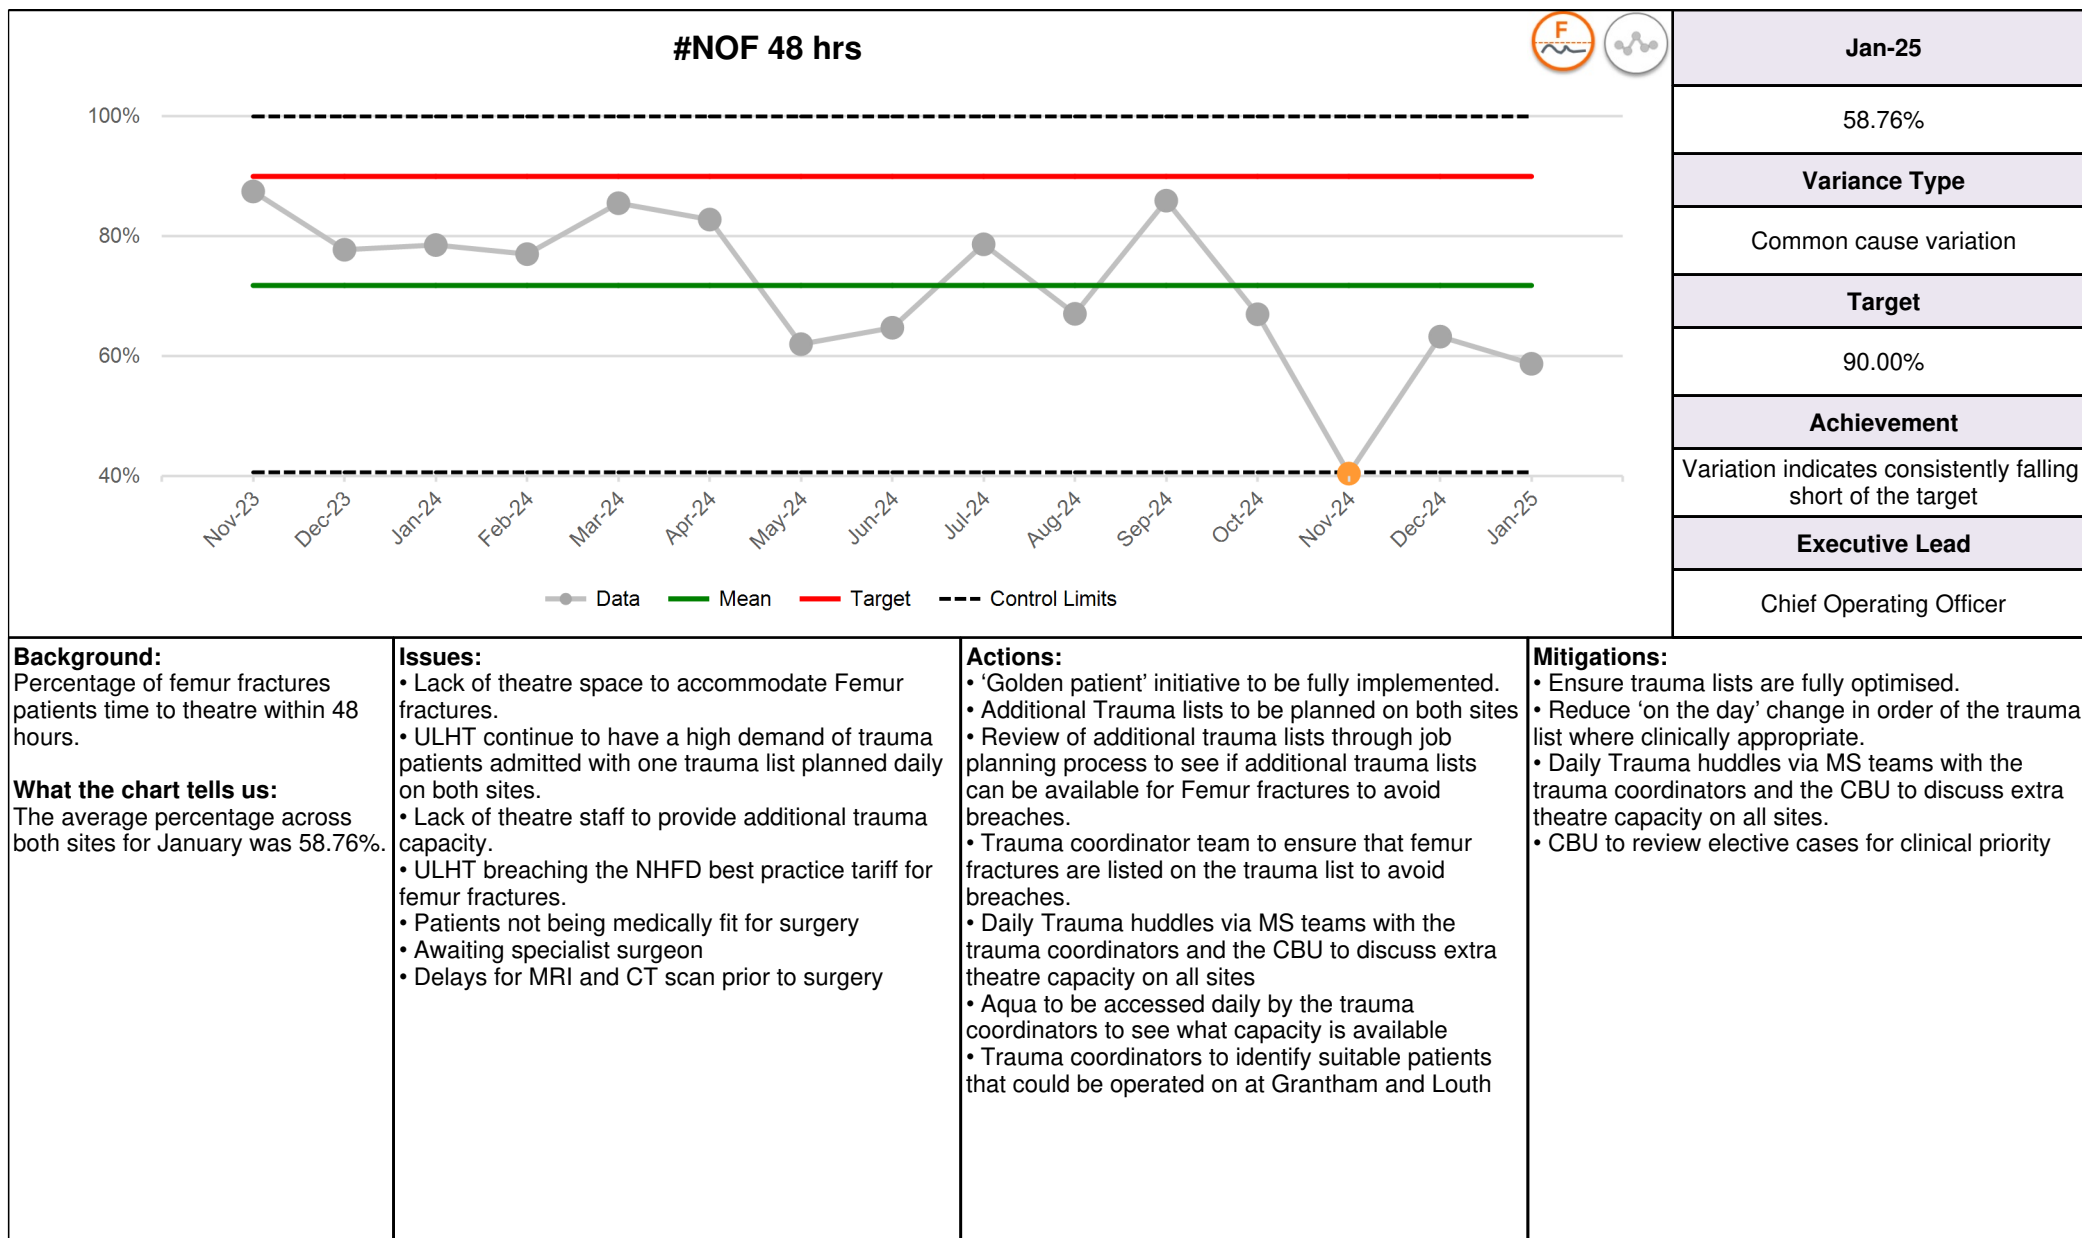 #NOF 48 hrs
F
100%
80%
60%
40%
Nov-23
Dec-23
Jan-24
Feb-24
Mar-24
Apr-24
May-24
Jun-24
Jul-24
Aug-24
Sep-24
Oct-24
Nov-24
Dec-24
Jan-25
Data
Mean
Target
Control Limits
Jan-25
58.76%
Variance Type
Common cause variation
Target
90.00%
Achievement
Variation indicates consistently falling
short of the target
Executive Lead
Chief Operating Officer
Background:
Percentage of femur fractures
patients time to theatre within 48
hours.
What the chart tells us:
The average percentage across
both sites for January was 58.76%.
Issues:
• Lack of theatre space to accommodate Femur
fractures.
• ULHT continue to have a high demand of trauma
patients admitted with one trauma list planned daily
on both sites.
• Lack of theatre staff to provide additional trauma
capacity.
• ULHT breaching the NHFD best practice tariff for
femur fractures.
• Patients not being medically fit for surgery
• Awaiting specialist surgeon
• Delays for MRI and CT scan prior to surgery
Actions:
• ‘Golden patient’ initiative to be fully implemented.
• Additional Trauma lists to be planned on both sites
• Review of additional trauma lists through job
planning process to see if additional trauma lists
can be available for Femur fractures to avoid
breaches.
• Trauma coordinator team to ensure that femur
fractures are listed on the trauma list to avoid
breaches.
• Daily Trauma huddles via MS teams with the
trauma coordinators and the CBU to discuss extra
theatre capacity on all sites
• Aqua to be accessed daily by the trauma
coordinators to see what capacity is available
• Trauma coordinators to identify suitable patients
that could be operated on at Grantham and Louth
Mitigations:
• Ensure trauma lists are fully optimised.
• Reduce ‘on the day’ change in order of the trauma
list where clinically appropriate.
• Daily Trauma huddles via MS teams with the
trauma coordinators and the CBU to discuss extra
theatre capacity on all sites.
• CBU to review elective cases for clinical priority